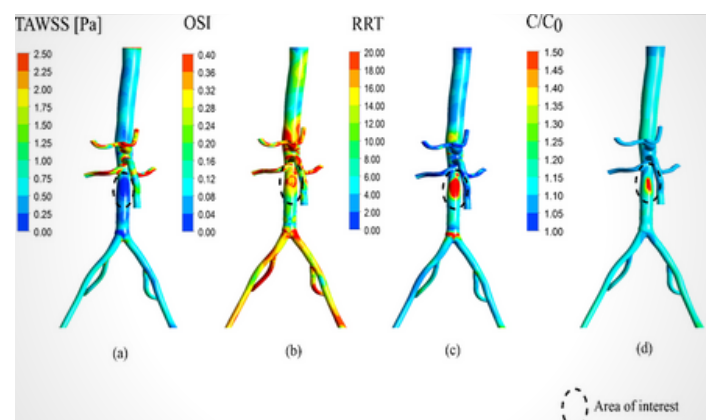 TAWSS [Pa] OSI RRT C/C0
2.50 0.40 20.00 1.50
2.25 0.36 18.00 1.45
2.00 0.32 16.00 1.40
1.75 0.28 14.00 1.35
1.50 0.24 12.00 1.30
1.25 0.20 10.00 1.25
1.00 0.16 8.00 1.20
0.75 0.12 6.00 1.15
0.50 0.08 4.00 1.10
0.25 0.04 2.00 1.05
0.00 0.00 0.00 1.00
(a) (b) (c) (d)
Area of interest